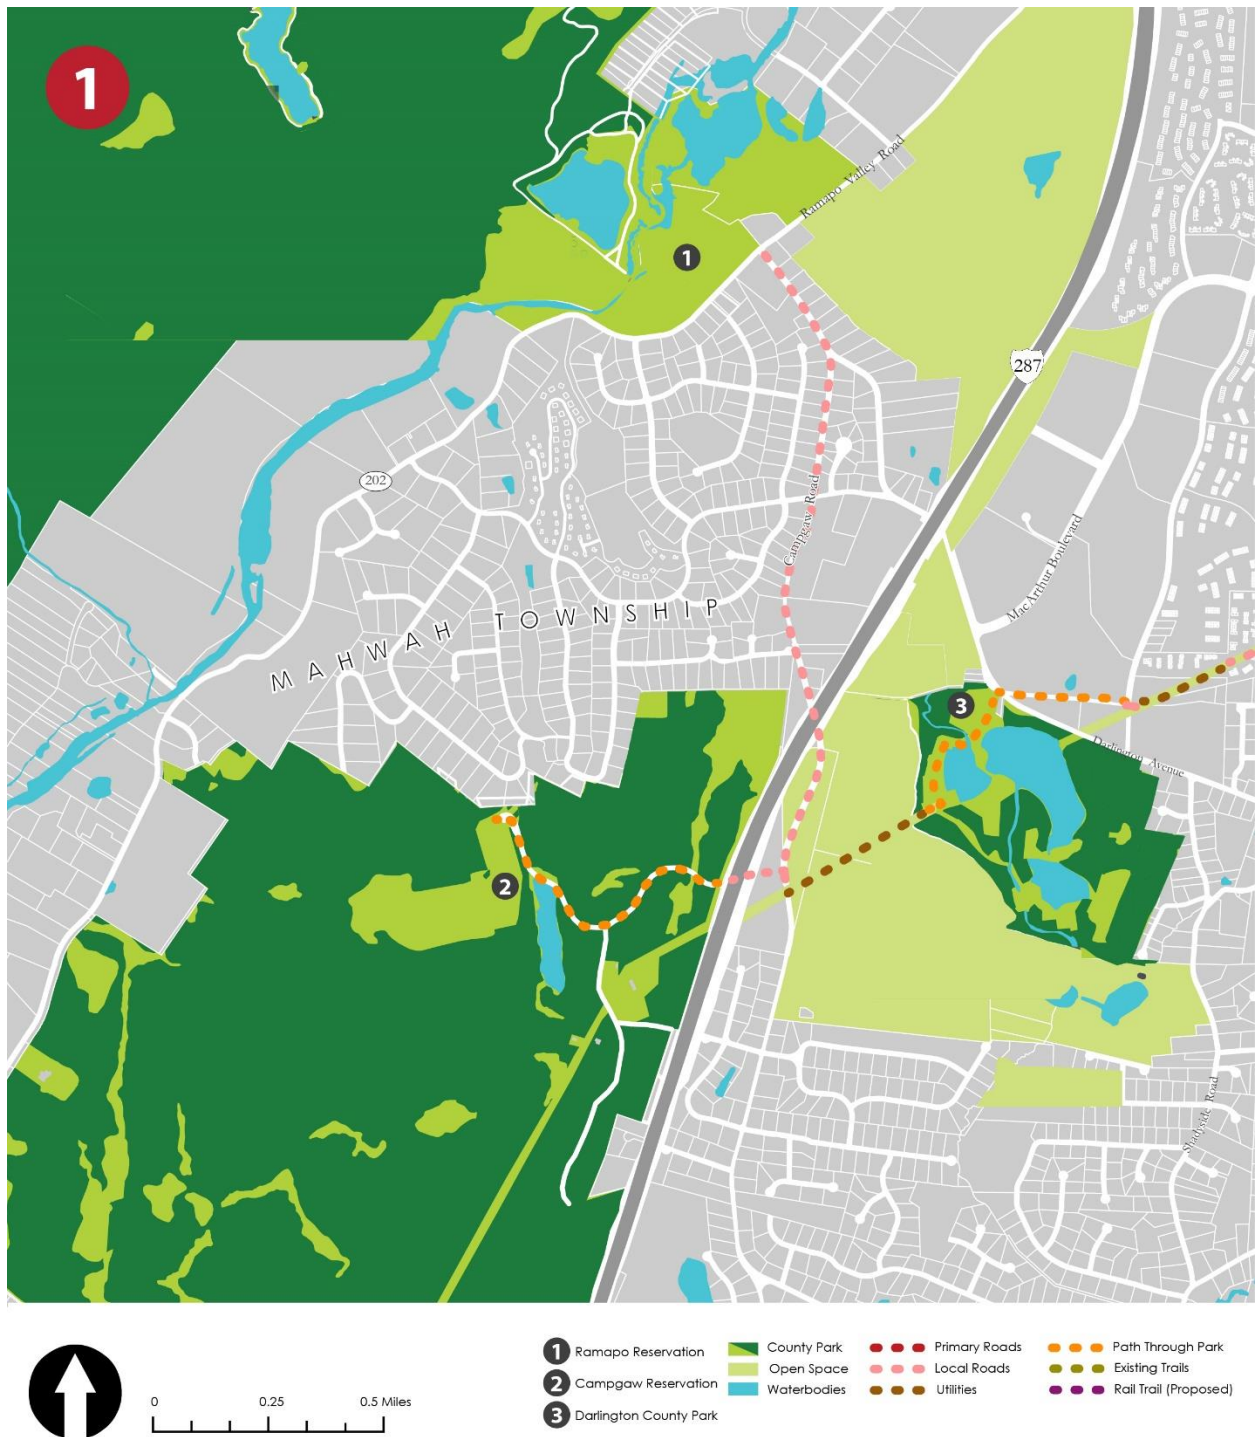 1
Ramapo Valley Road
1
287
202
Campgaw Road
MacArthur Boulevard
MAHWAH TOWNSHIP
3
Darlington Avenue
2
Shadyside Road
0 0.25 0.5 Miles
1 Ramapo Reservation
2 Campgaw Reservation
3 Darlington County Park
County Park
Open Space
Waterbodies
Primary Roads
Local Roads
Utilities
Path Through Park
Existing Trails
Rail Trail (Proposed)